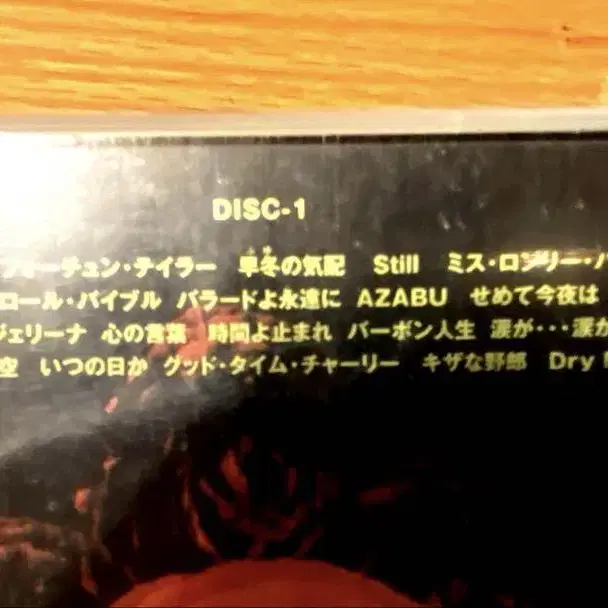 DISC-1
フォーチュン・テイラー 早冬の気配 Still ミス・ロンリー・
ロール・バイブル バラードよ永遠に AZABU せめて今夜は
ジェリーナ 心の言葉 時間よ止まれ バーボン人生 涙が・・・涙が
空 いつの日か グッド・タイム・チャーリー キザな野郎 Dry